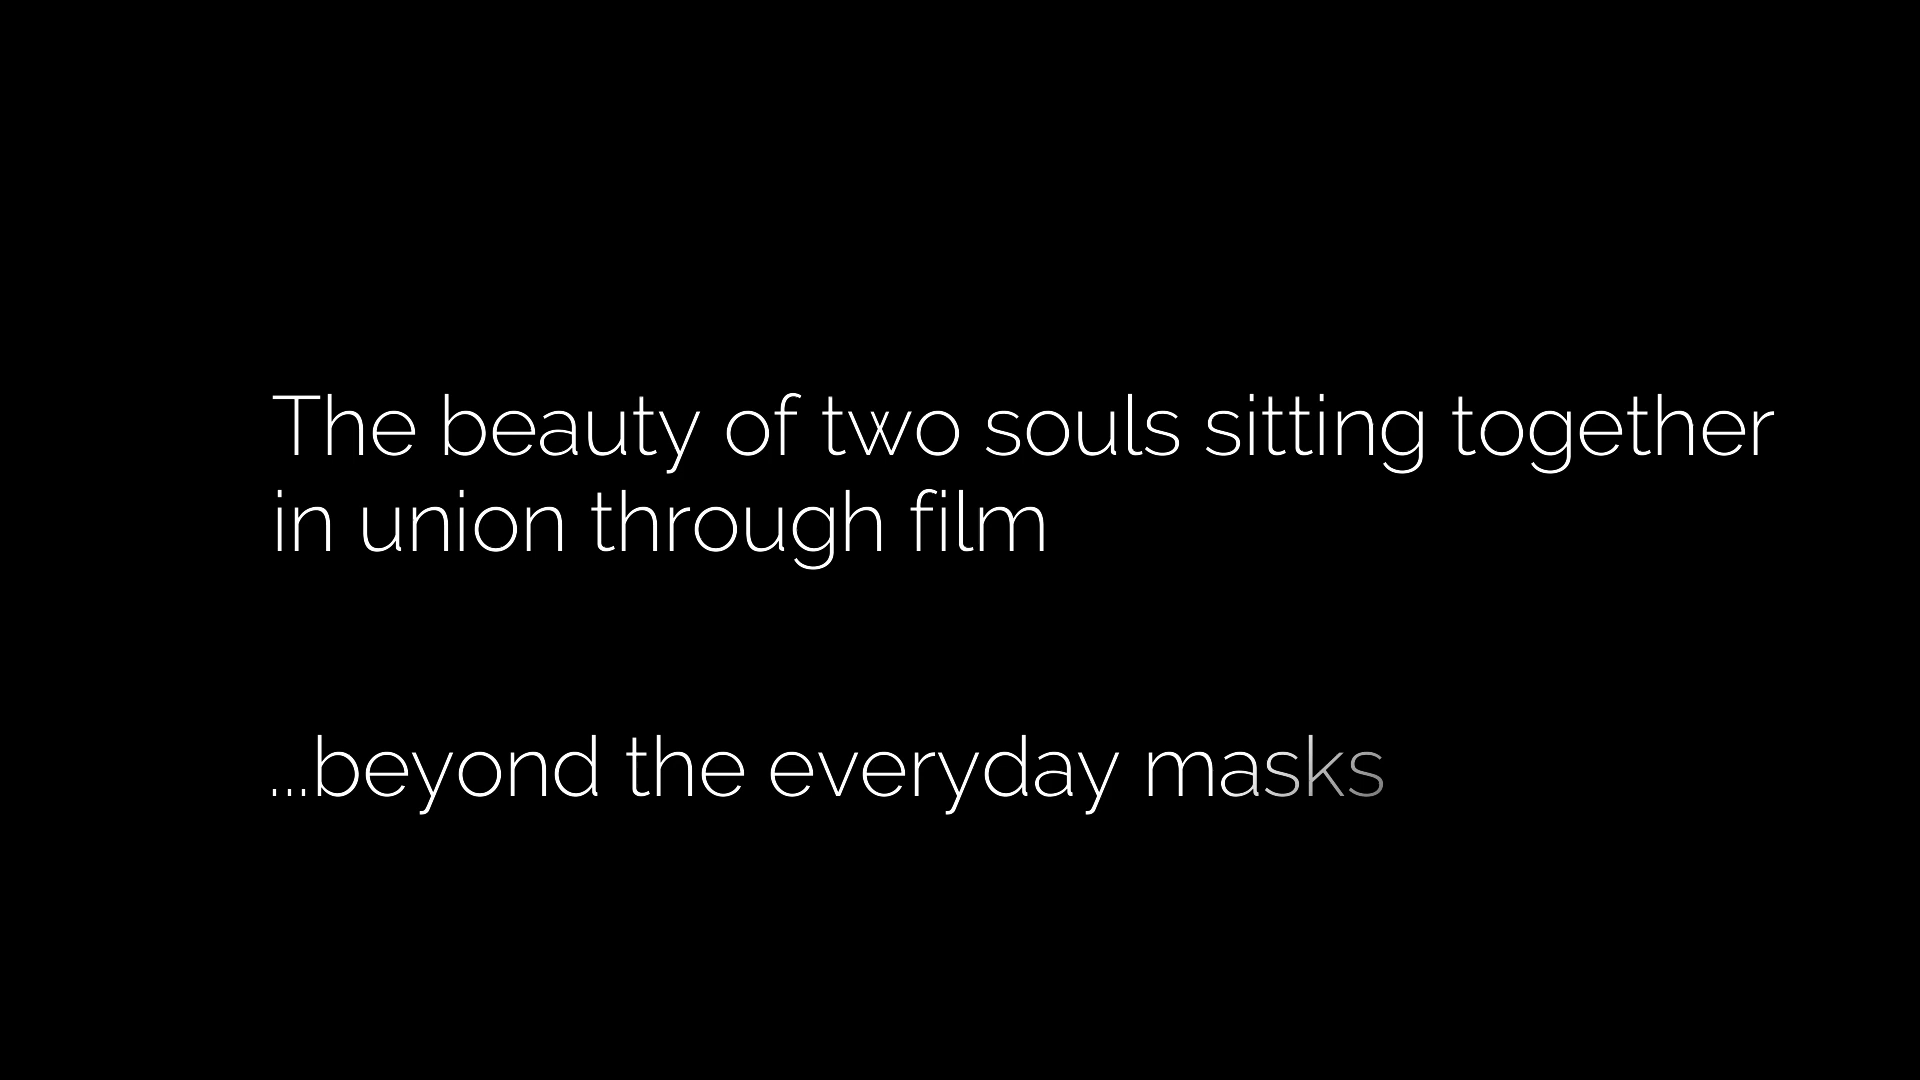 The beauty of two souls sitting together
in union through film
...beyond the everyday masks